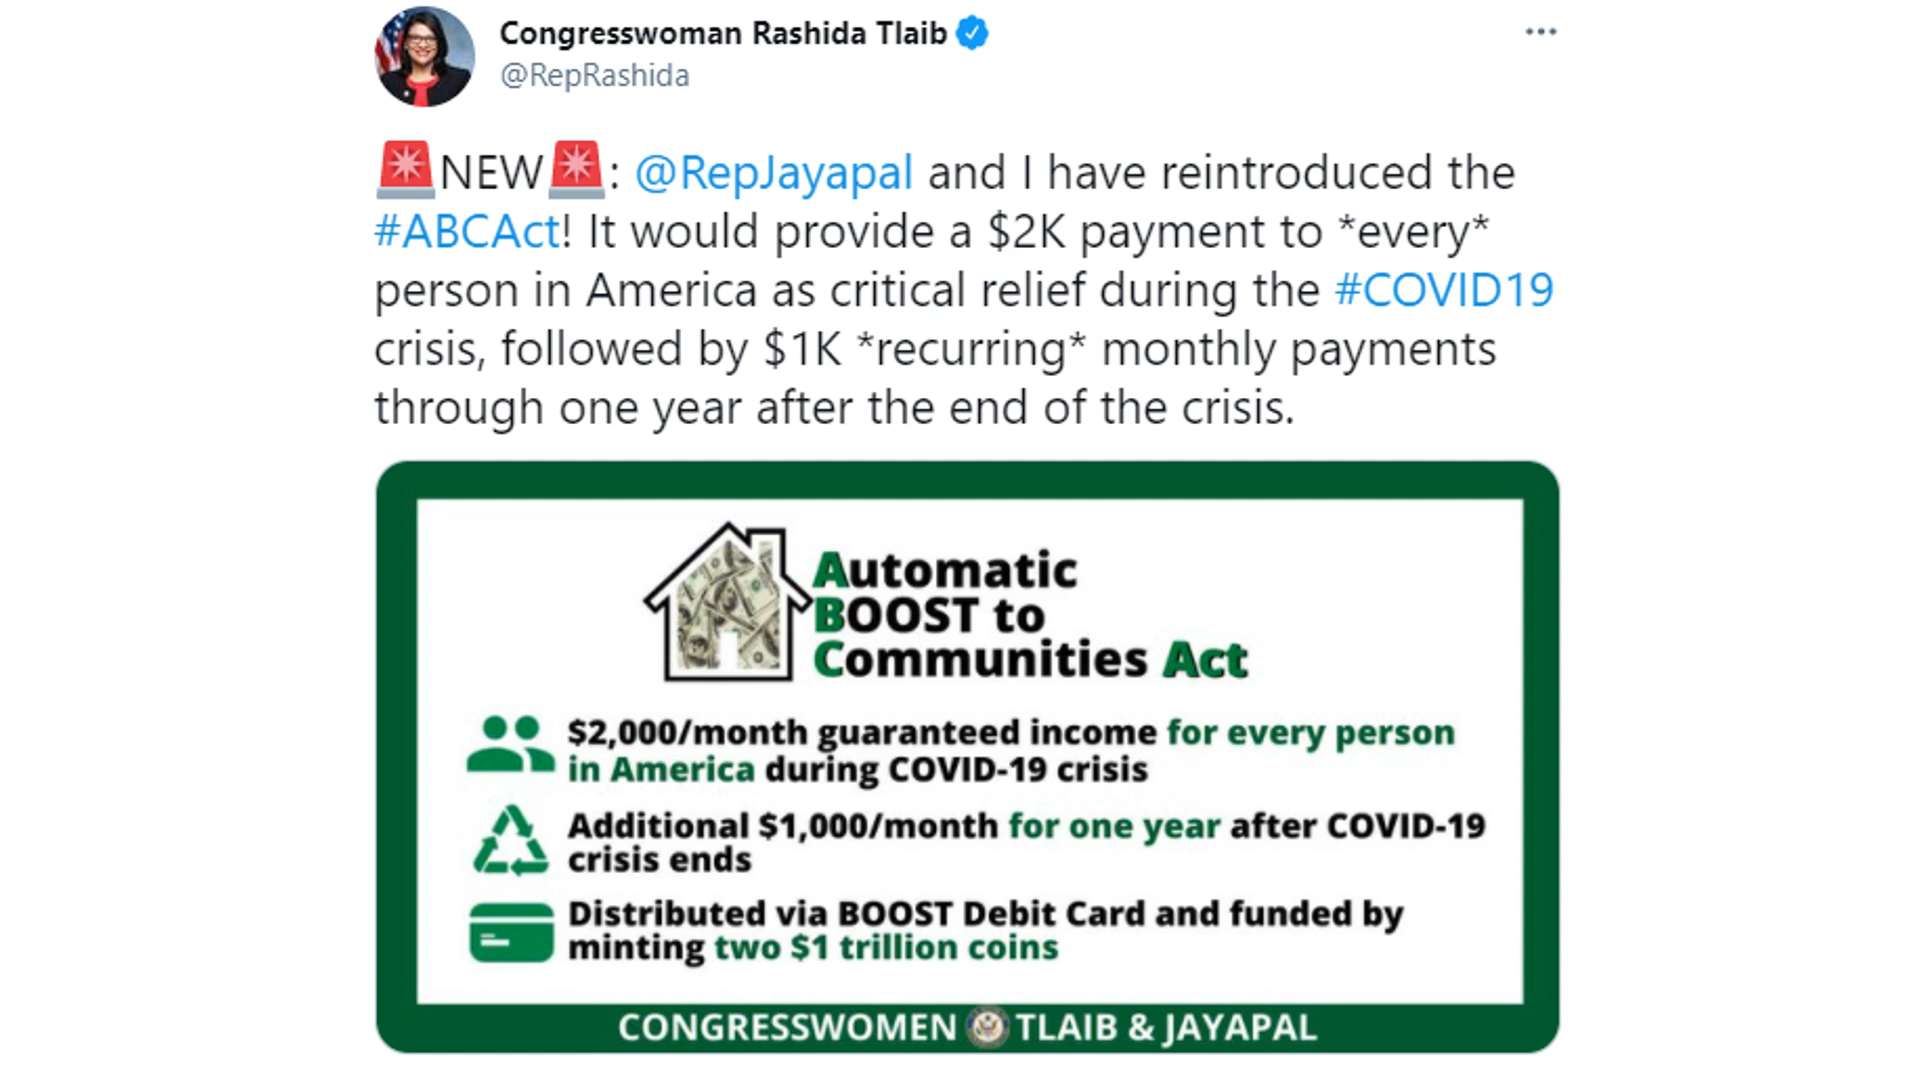 Congresswoman Rashida Tlaib
@RepRashida
🚨NEW🚨: @RepJayapal and I have reintroduced the
#ABCAct! It would provide a $2K payment to *every*
person in America as critical relief during the #COVID19
crisis, followed by $1K *recurring* monthly payments
through one year after the end of the crisis.
Automatic
BOOST to
Communities Act
$2,000/month guaranteed income for every person
in America during COVID-19 crisis
Additional $1,000/month for one year after COVID-19
crisis ends
Distributed via BOOST Debit Card and funded by
minting two $1 trillion coins
CONGRESSWOMEN TLAIB & JAYAPAL